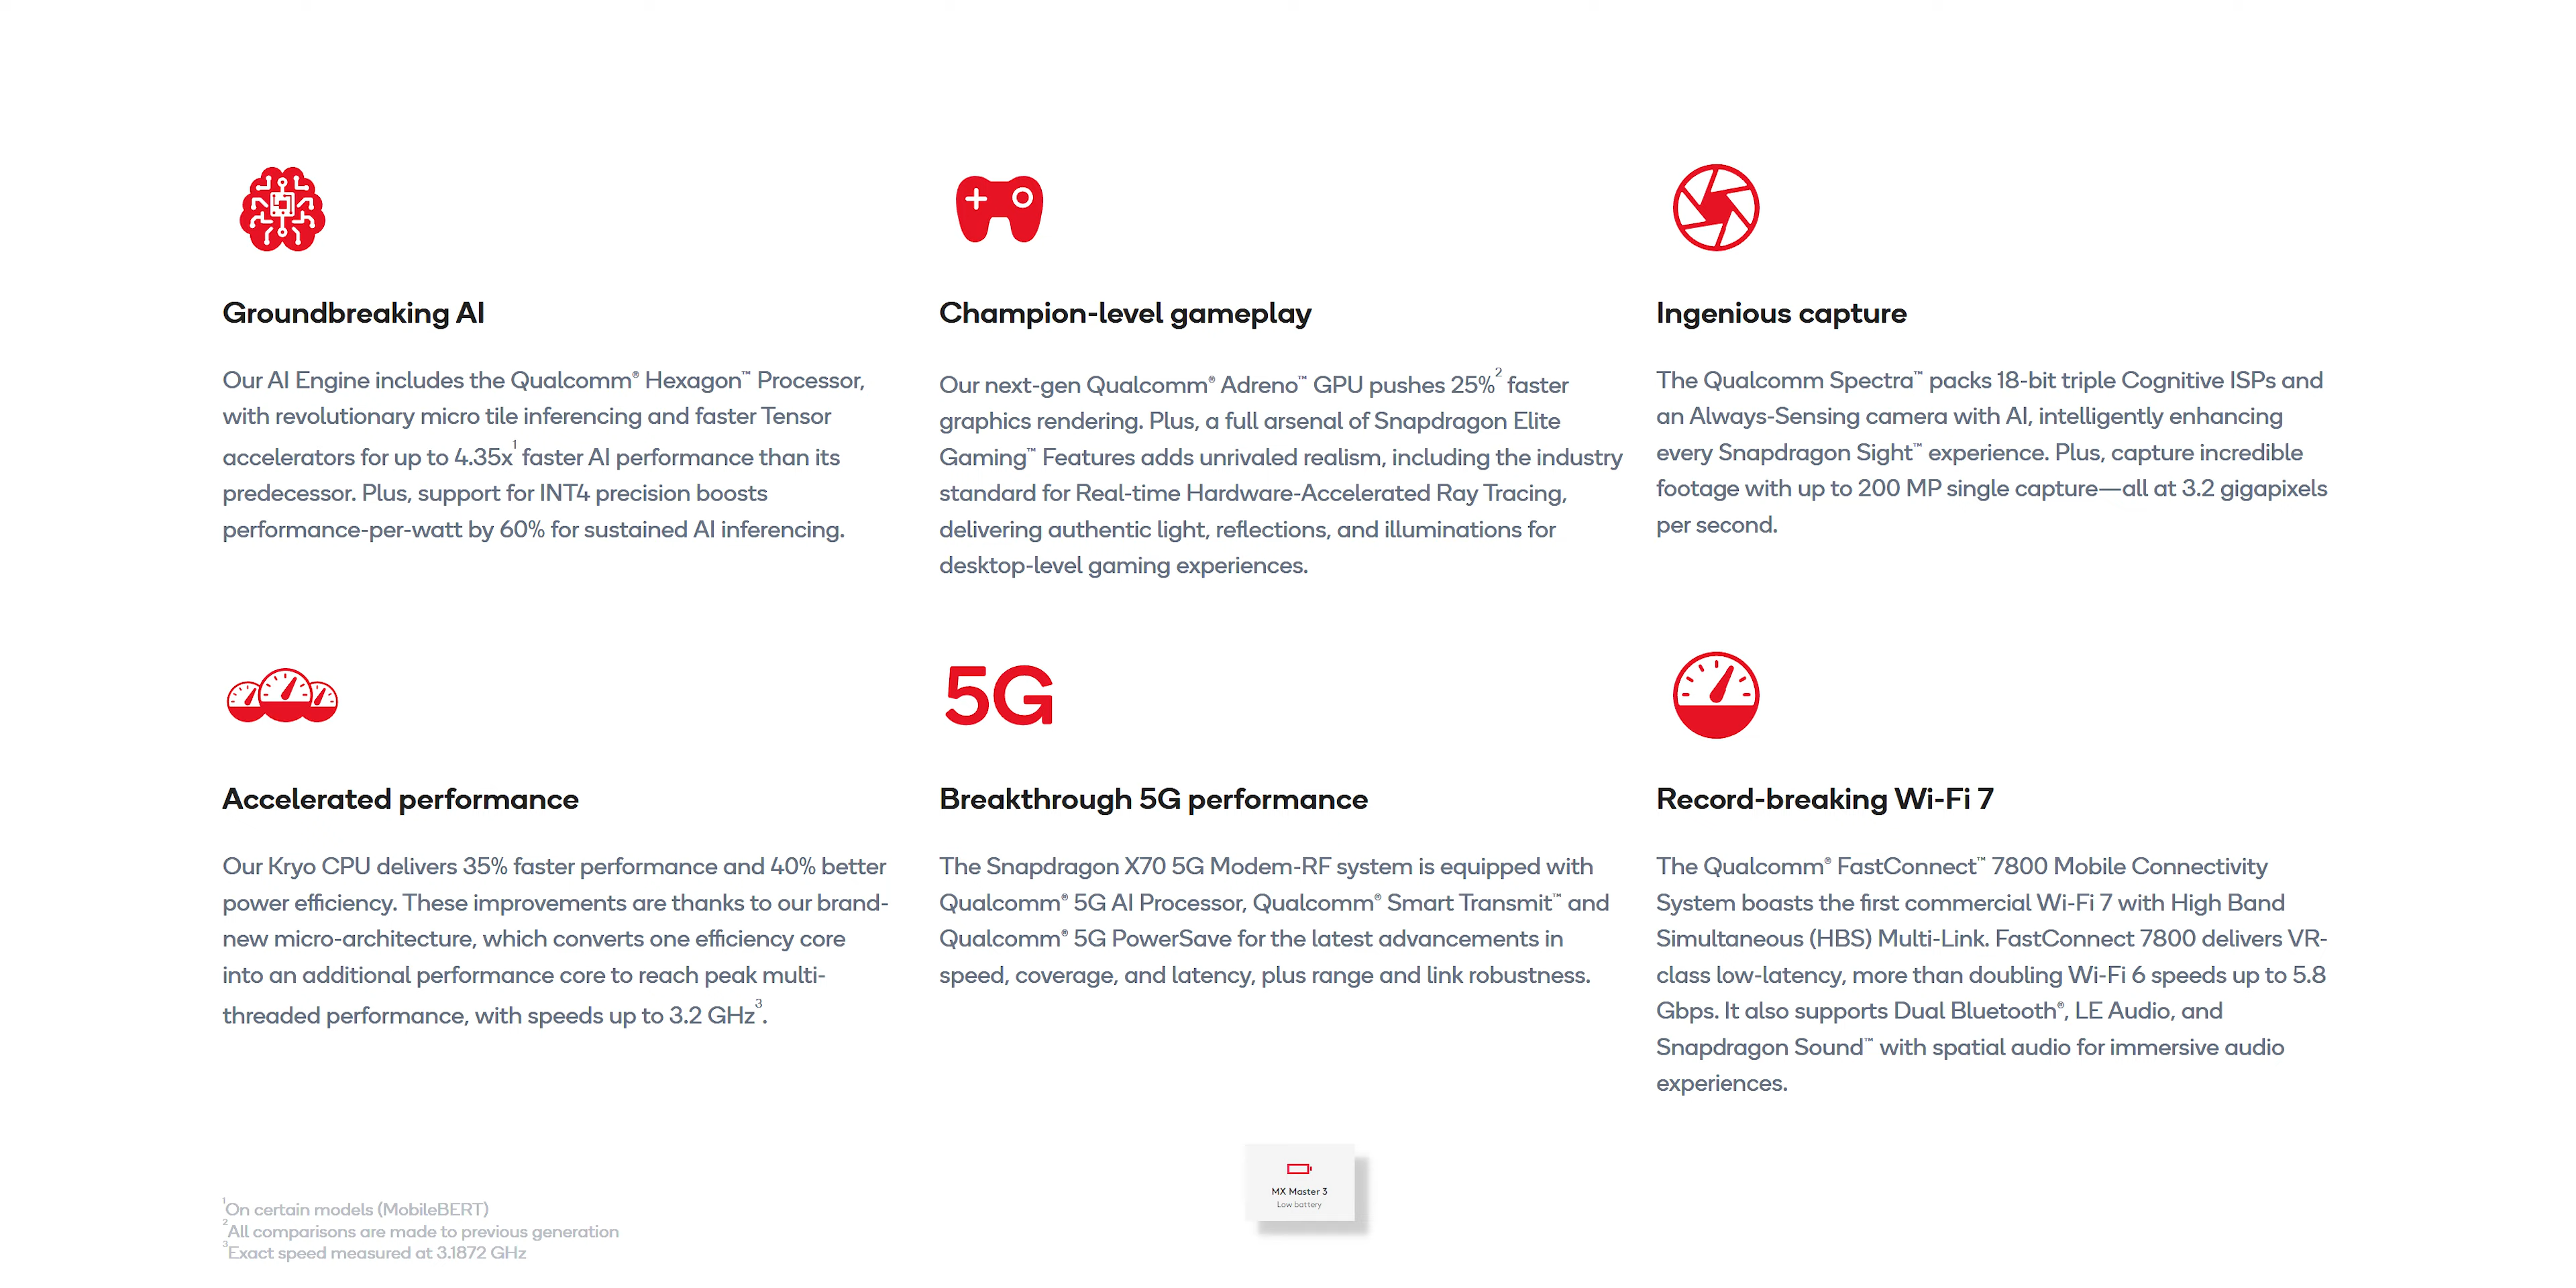 Groundbreaking AI
Our AI Engine includes the Qualcomm® Hexagon™ Processor,
with revolutionary micro tile inferencing and faster Tensor
accelerators for up to 4.35x¹ faster AI performance than its
predecessor. Plus, support for INT4 precision boosts
performance-per-watt by 60% for sustained AI inferencing.
Champion-level gameplay
Our next-gen Qualcomm® Adreno™ GPU pushes 25%² faster
graphics rendering. Plus, a full arsenal of Snapdragon Elite
Gaming™ Features adds unrivaled realism, including the industry
standard for Real-time Hardware-Accelerated Ray Tracing,
delivering authentic light, reflections, and illuminations for
desktop-level gaming experiences.
Ingenious capture
The Qualcomm Spectra™ packs 18-bit triple Cognitive ISPs and
an Always-Sensing camera with AI, intelligently enhancing
every Snapdragon Sight™ experience. Plus, capture incredible
footage with up to 200 MP single capture—all at 3.2 gigapixels
per second.
Accelerated performance
Our Kryo CPU delivers 35% faster performance and 40% better
power efficiency. These improvements are thanks to our brand-
new micro-architecture, which converts one efficiency core
into an additional performance core to reach peak multi-
threaded performance, with speeds up to 3.2 GHz³.
5G
Breakthrough 5G performance
The Snapdragon X70 5G Modem-RF system is equipped with
Qualcomm® 5G AI Processor, Qualcomm® Smart Transmit™ and
Qualcomm® 5G PowerSave for the latest advancements in
speed, coverage, and latency, plus range and link robustness.
Record-breaking Wi-Fi 7
The Qualcomm® FastConnect™ 7800 Mobile Connectivity
System boasts the first commercial Wi-Fi 7 with High Band
Simultaneous (HBS) Multi-Link. FastConnect 7800 delivers VR-
class low-latency, more than doubling Wi-Fi 6 speeds up to 5.8
Gbps. It also supports Dual Bluetooth®, LE Audio, and
Snapdragon Sound™ with spatial audio for immersive audio
experiences.
MX Master 3
Low battery
¹On certain models (MobileBERT)
²All comparisons are made to previous generation
³Exact speed measured at 3.1872 GHz